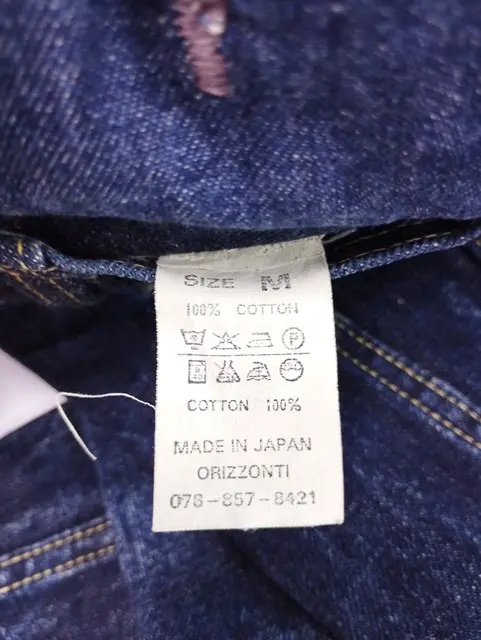 SIZE M
100% COTTON
P
COTTON 100%
MADE IN JAPAN
ORIZZONTI
078-857-8421